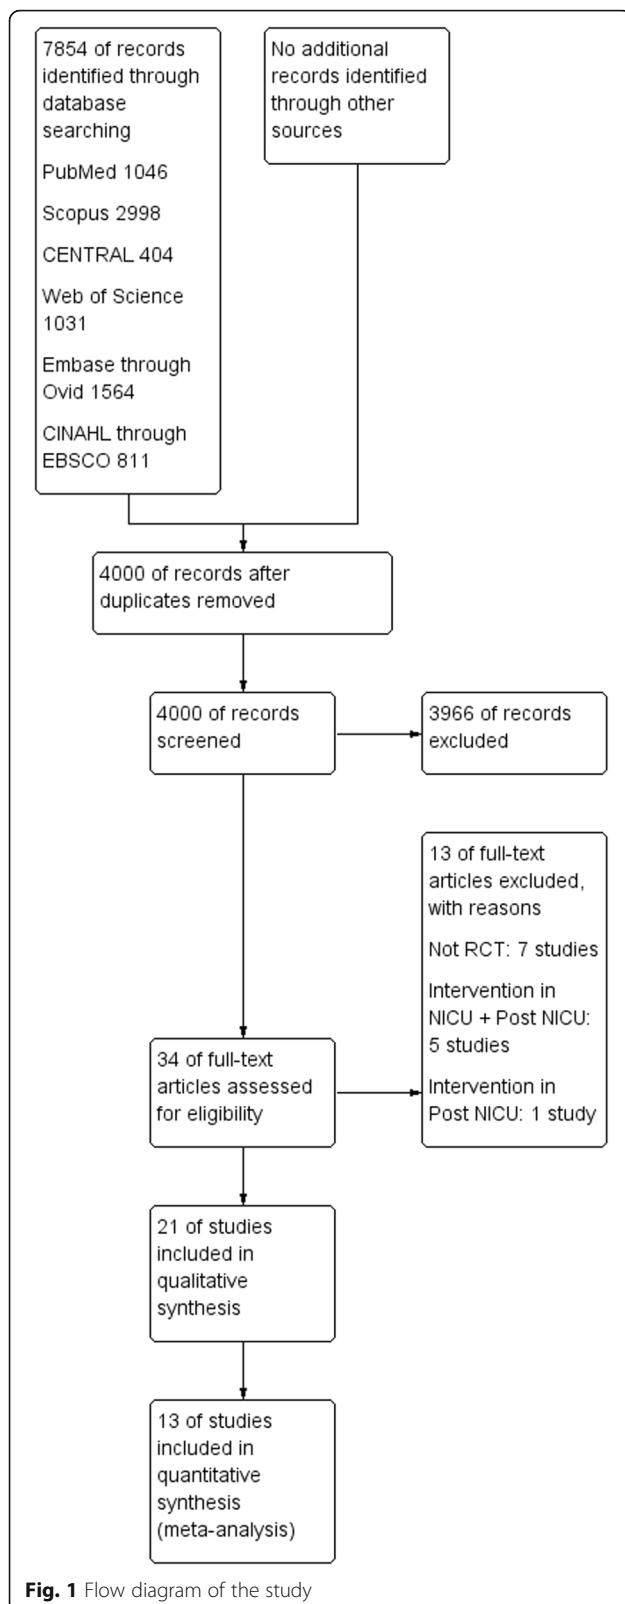 7854 of records
identified through
database
searching
PubMed 1046
Scopus 2998
CENTRAL 404
Web of Science
1031
Embase through
Ovid 1564
CINAHL through
EBSCO 811
No additional
records identified
through other
sources
4000 of records after
duplicates removed
4000 of records
screened
3966 of records
excluded
13 of full-text
articles excluded,
with reasons
Not RCT: 7 studies
Intervention in
NICU + Post NICU:
5 studies
Intervention in
Post NICU: 1 study
34 of full-text
articles assessed
for eligibility
21 of studies
included in
qualitative
synthesis
13 of studies
included in
quantitative
synthesis
(meta-analysis)
Fig. 1 Flow diagram of the study